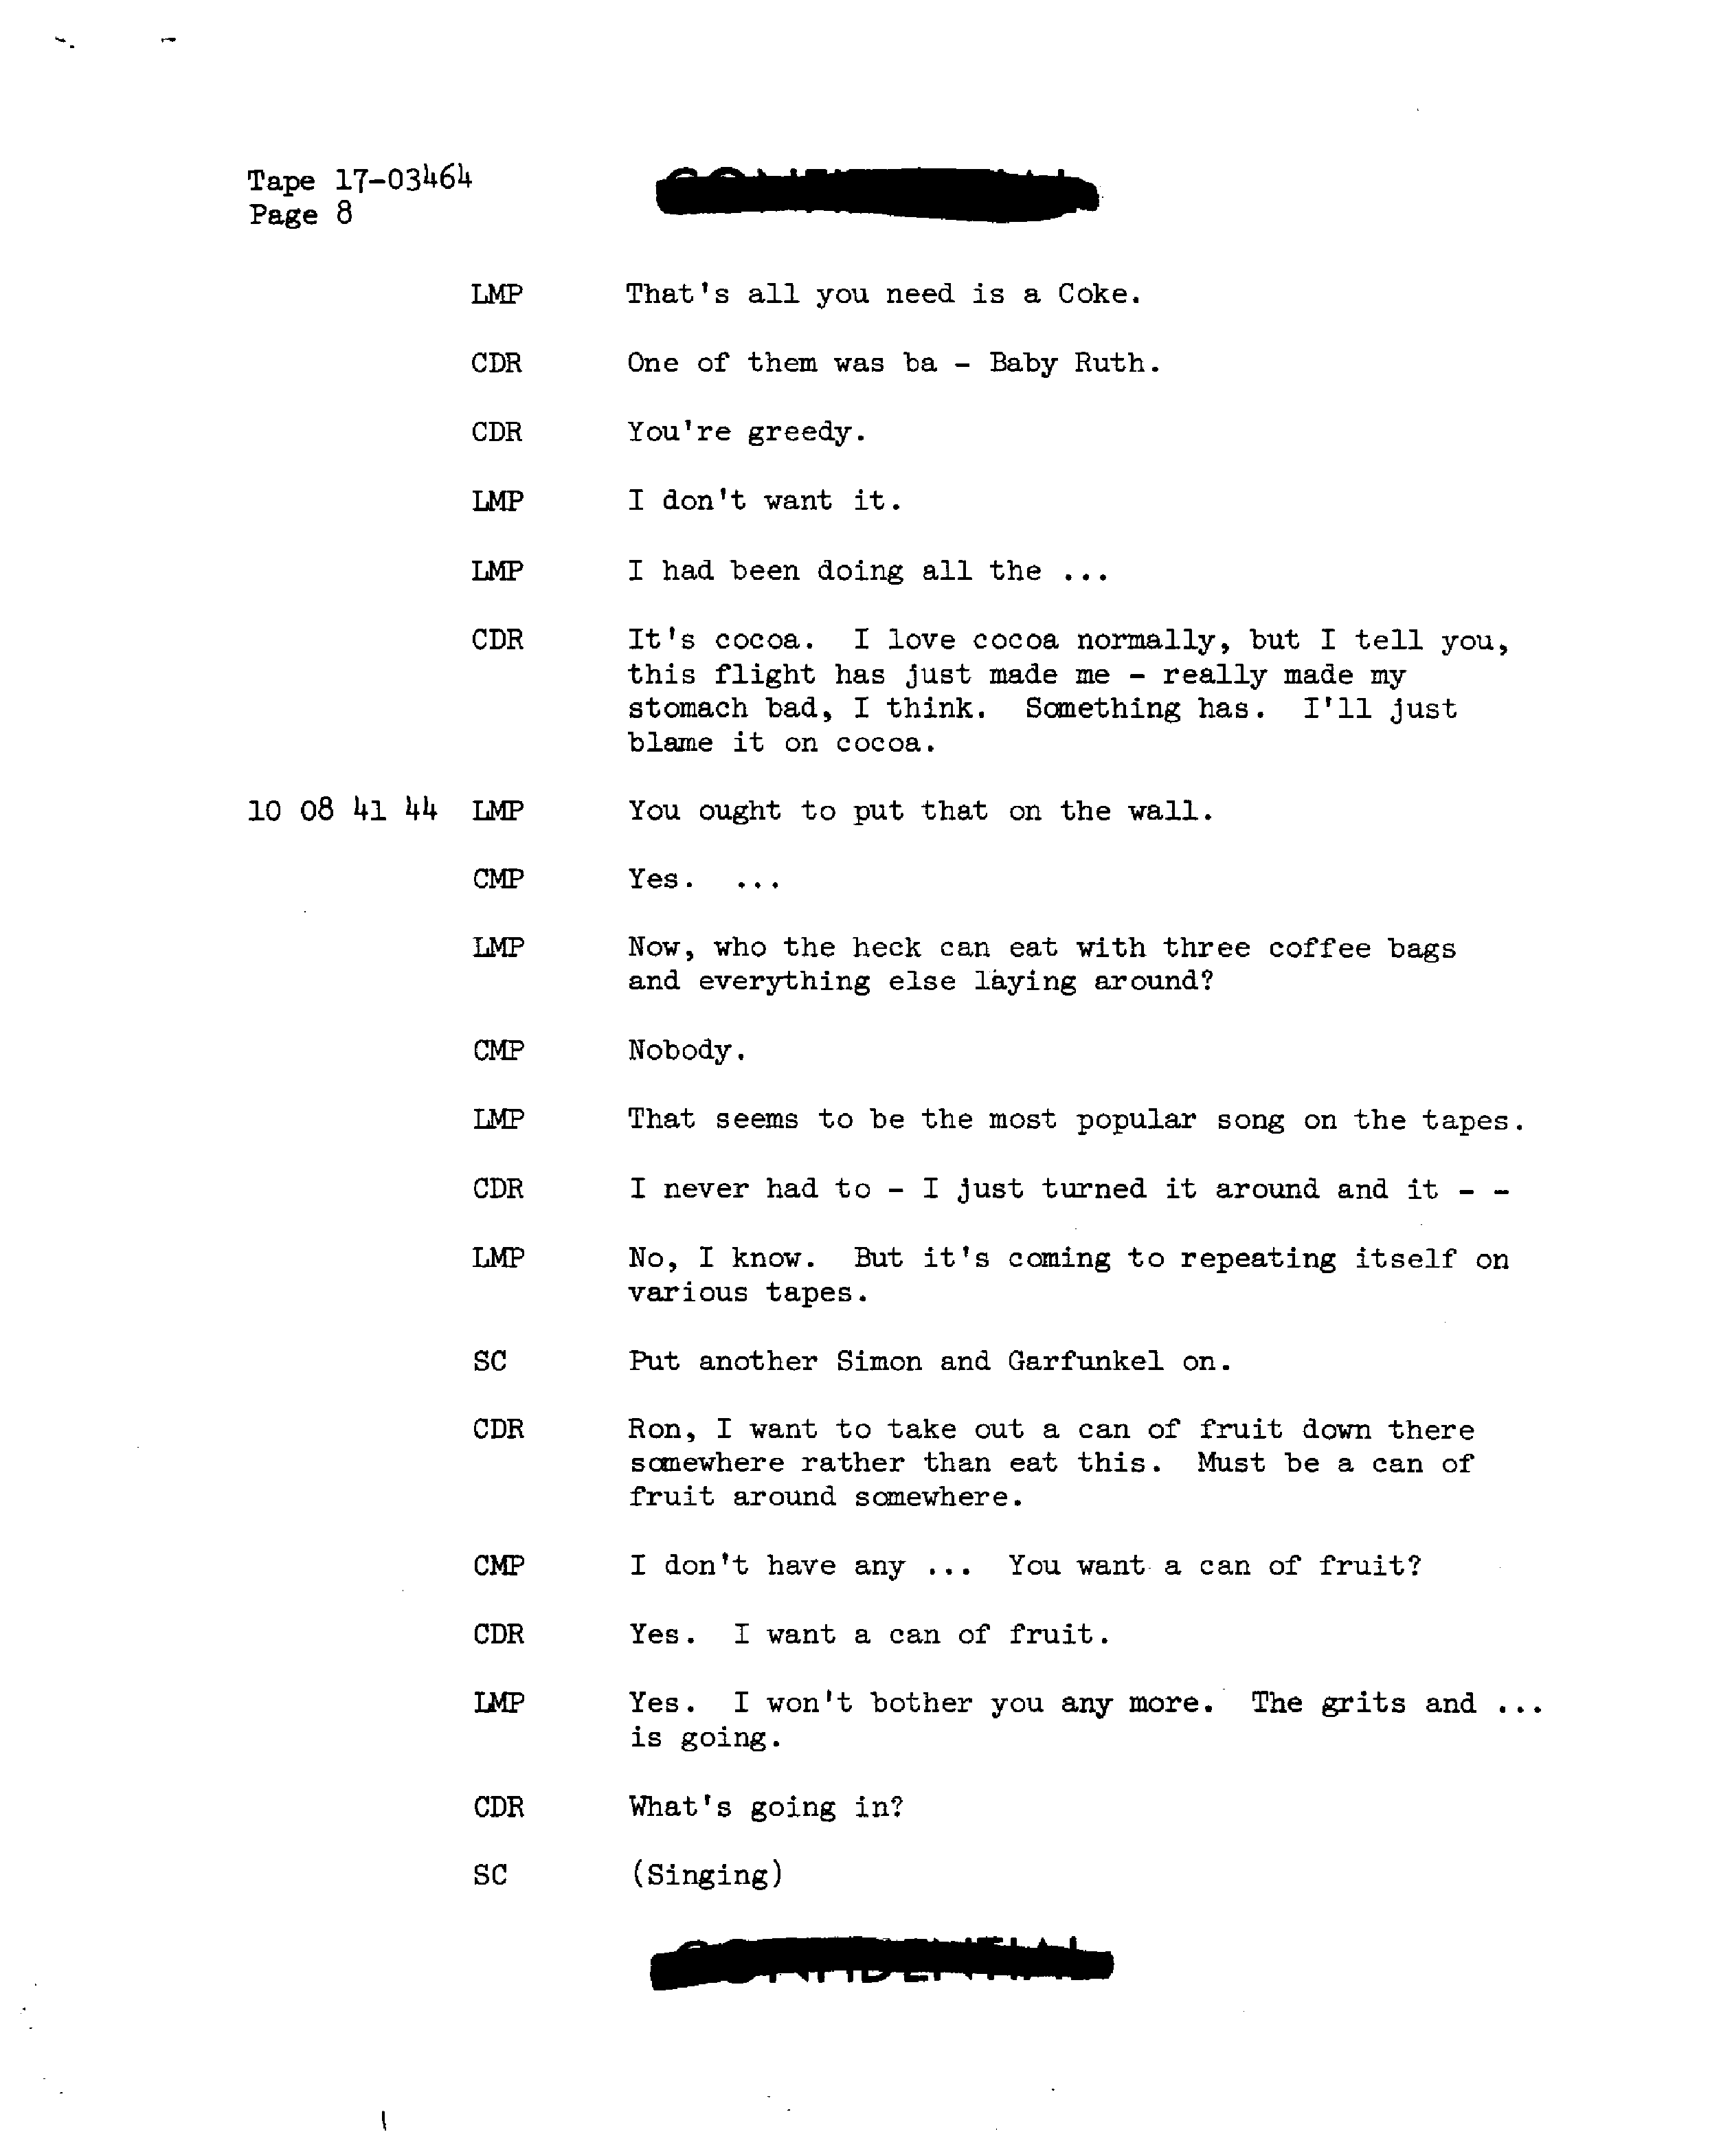 Tape 17-03464
Page 8
LMP That's all you need is a Coke.
CDR One of them was ba - Baby Ruth.
CDR You're greedy.
LMP I don't want it.
LMP I had been doing all the ...
CDR It's cocoa. I love cocoa normally, but I tell you,
this flight has just made me - really made my
stomach bad, I think. Something has. I'll just
blame it on cocoa.
10 08 41 44 LMP You ought to put that on the wall.
CMP Yes. ...
LMP Now, who the heck can eat with three coffee bags
and everything else laying around?
CMP Nobody.
LMP That seems to be the most popular song on the tapes.
CDR I never had to - I just turned it around and it - -
LMP No, I know. But it's coming to repeating itself on
various tapes.
SC Put another Simon and Garfunkel on.
CDR Ron, I want to take out a can of fruit down there
somewhere rather than eat this. Must be a can of
fruit around somewhere.
CMP I don't have any ... You want a can of fruit?
CDR Yes. I want a can of fruit.
LMP Yes. I won't bother you any more. The grits and ...
is going.
CDR What's going in?
SC (Singing)
CONFIDENTIAL